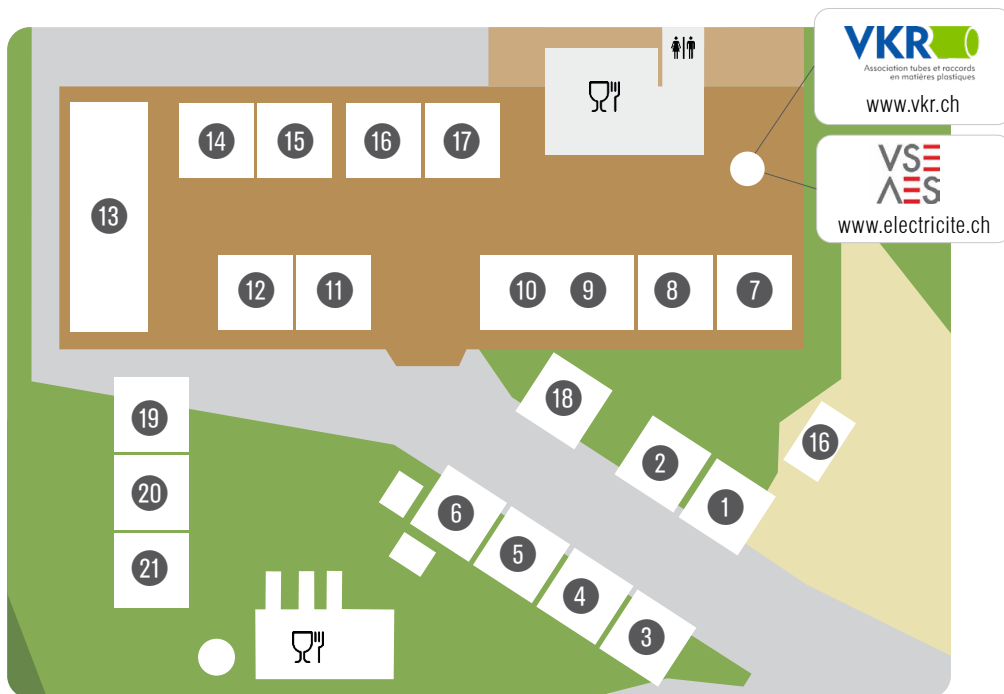 VKR
Association tubes et raccords
en matières plastiques
www.vkr.ch
VSE
AES
www.electricite.ch
14 15 16 17
13
12 11 10 9 8 7
18
19 2 16
20 6 1
21 5
4
3